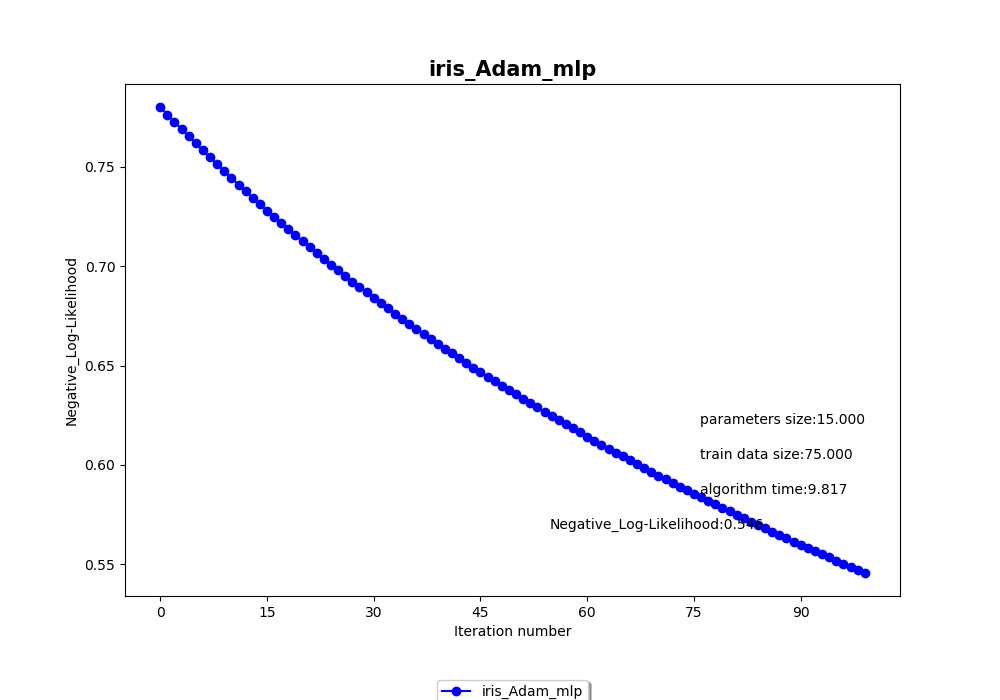 iris_Adam_mlp
Negative_Log-Likelihood
0.75
0.70
0.65
0.60
0.55
parameters size:15.000
train data size:75.000
algorithm time:9.817
Negative_Log-Likelihood:0.546
0 15 30 45 60 75 90
Iteration number
iris_Adam_mlp